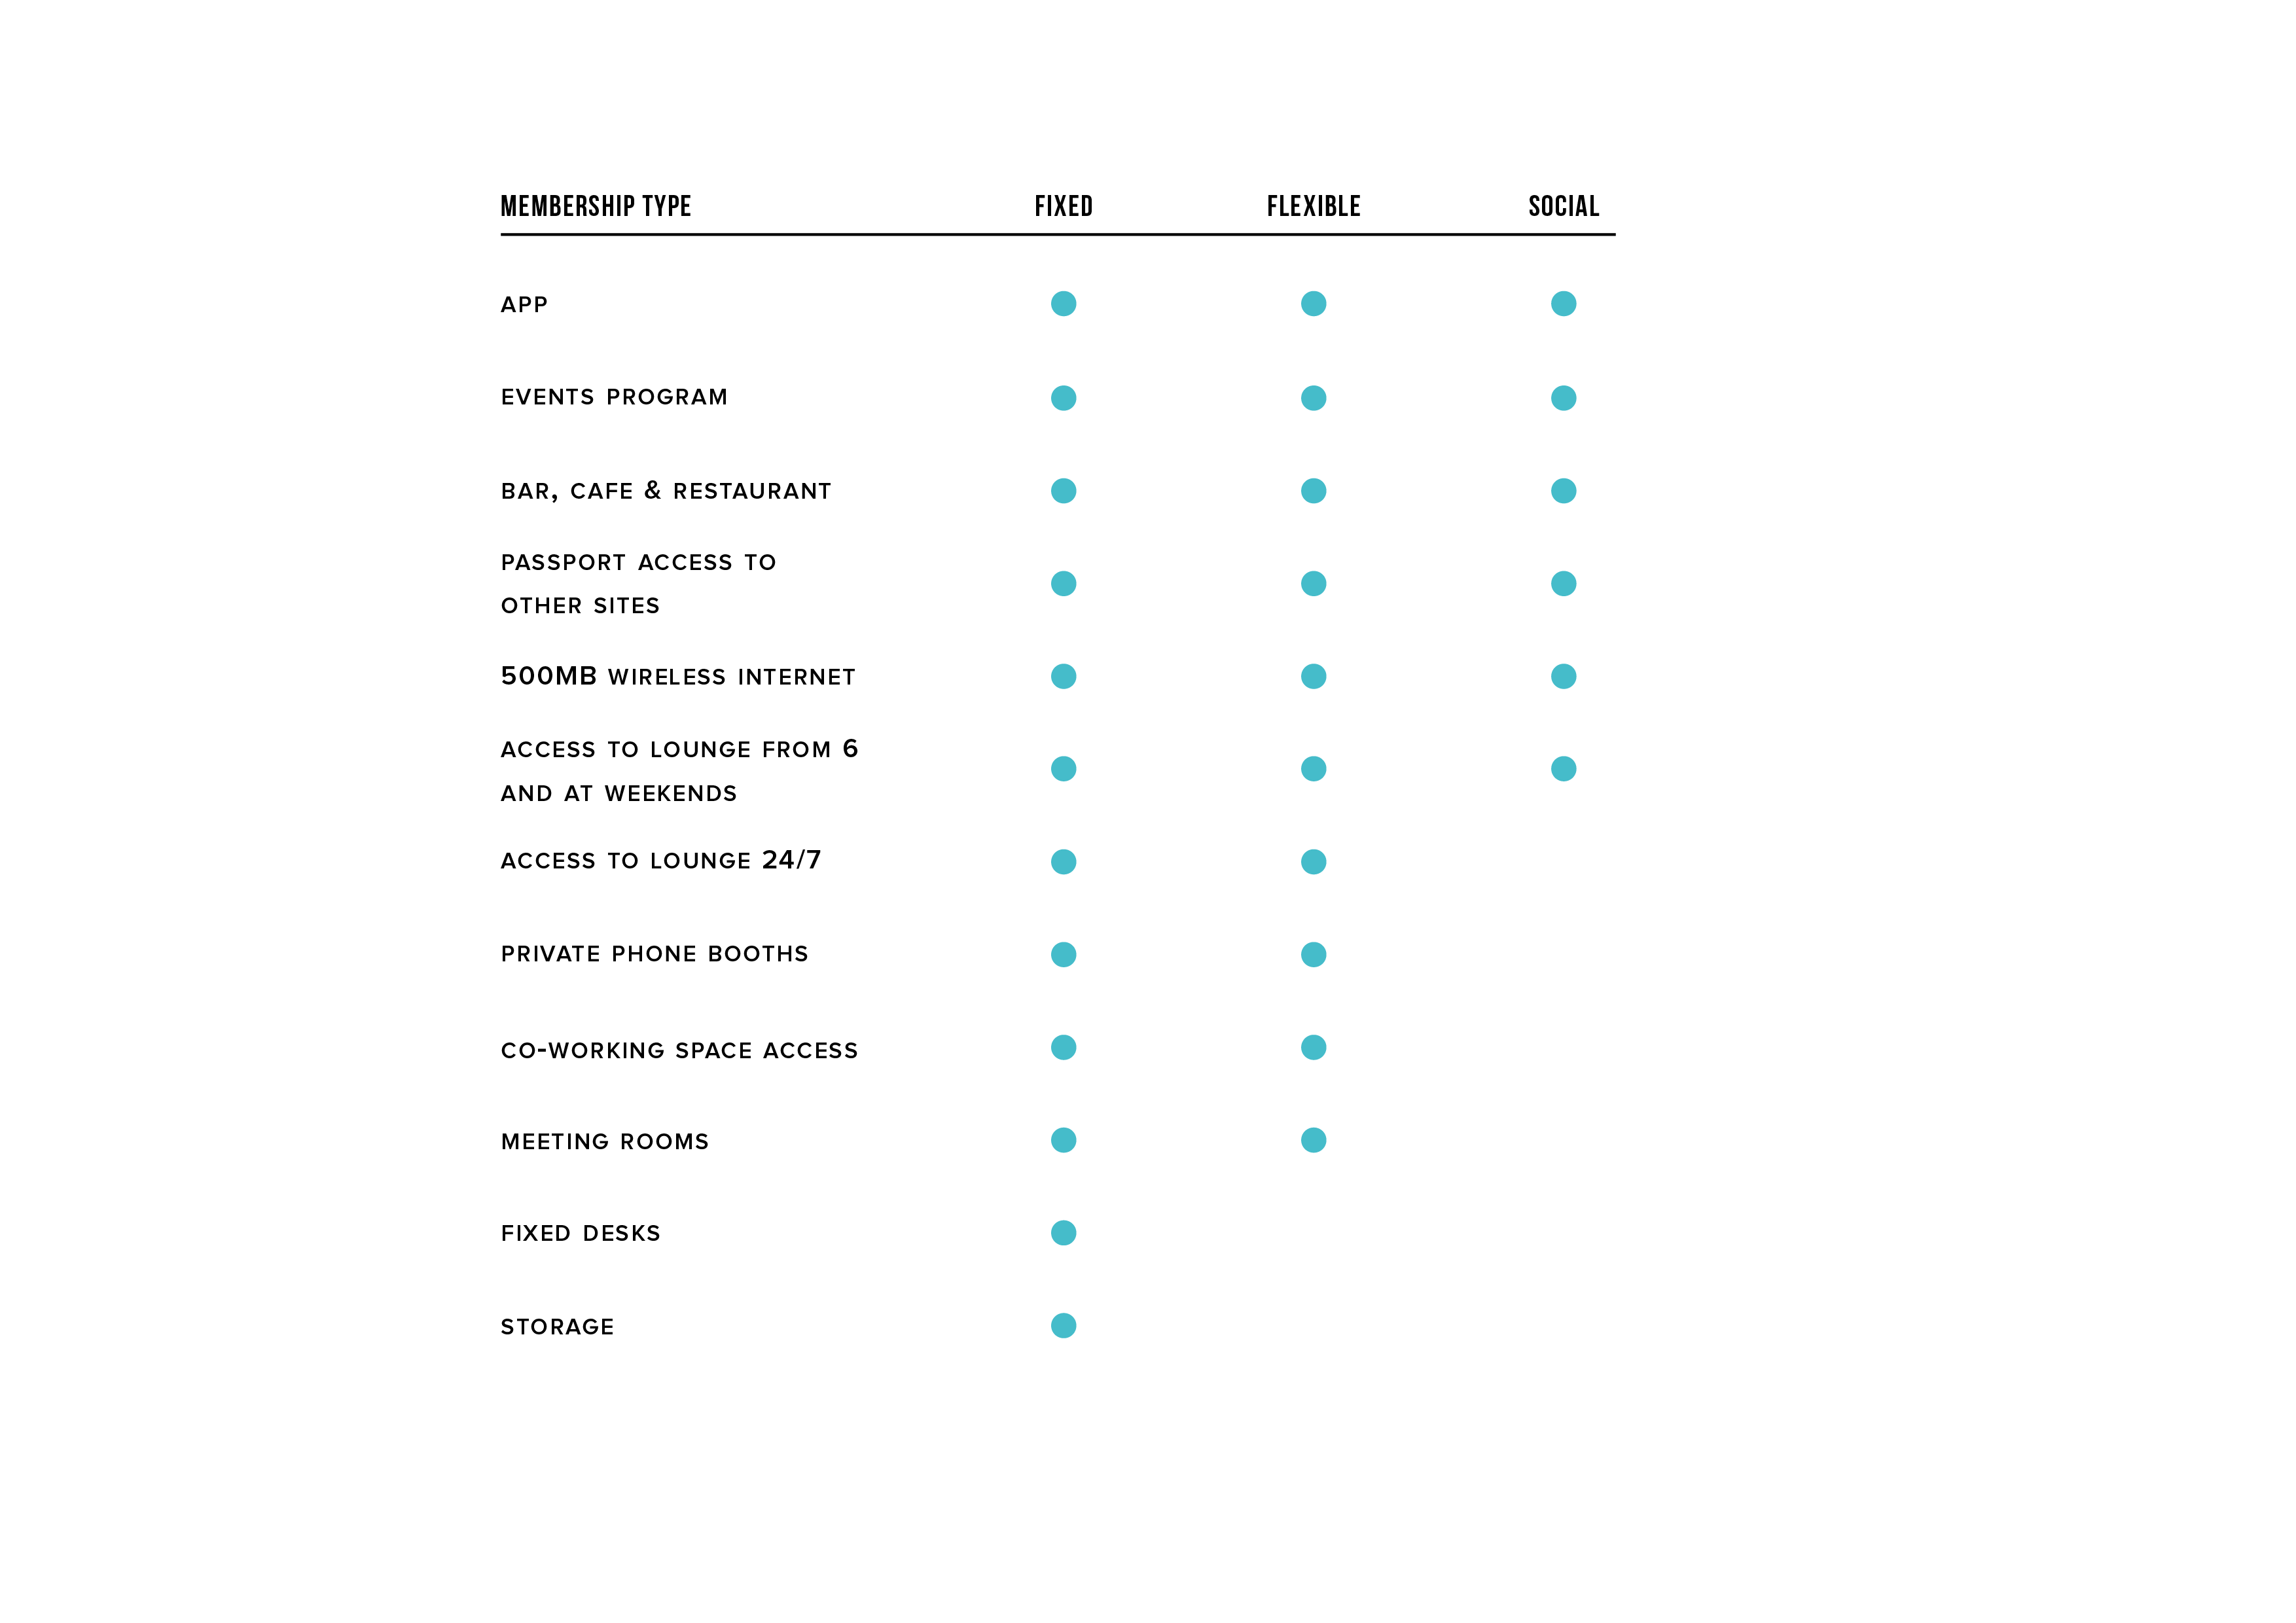 MEMBERSHIP TYPE FIXED FLEXIBLE SOCIAL
APP
EVENTS PROGRAM
BAR, CAFE & RESTAURANT
PASSPORT ACCESS TO
OTHER SITES
500MB WIRELESS INTERNET
ACCESS TO LOUNGE FROM 6
AND AT WEEKENDS
ACCESS TO LOUNGE 24/7
PRIVATE PHONE BOOTHS
CO-WORKING SPACE ACCESS
MEETING ROOMS
FIXED DESKS
STORAGE